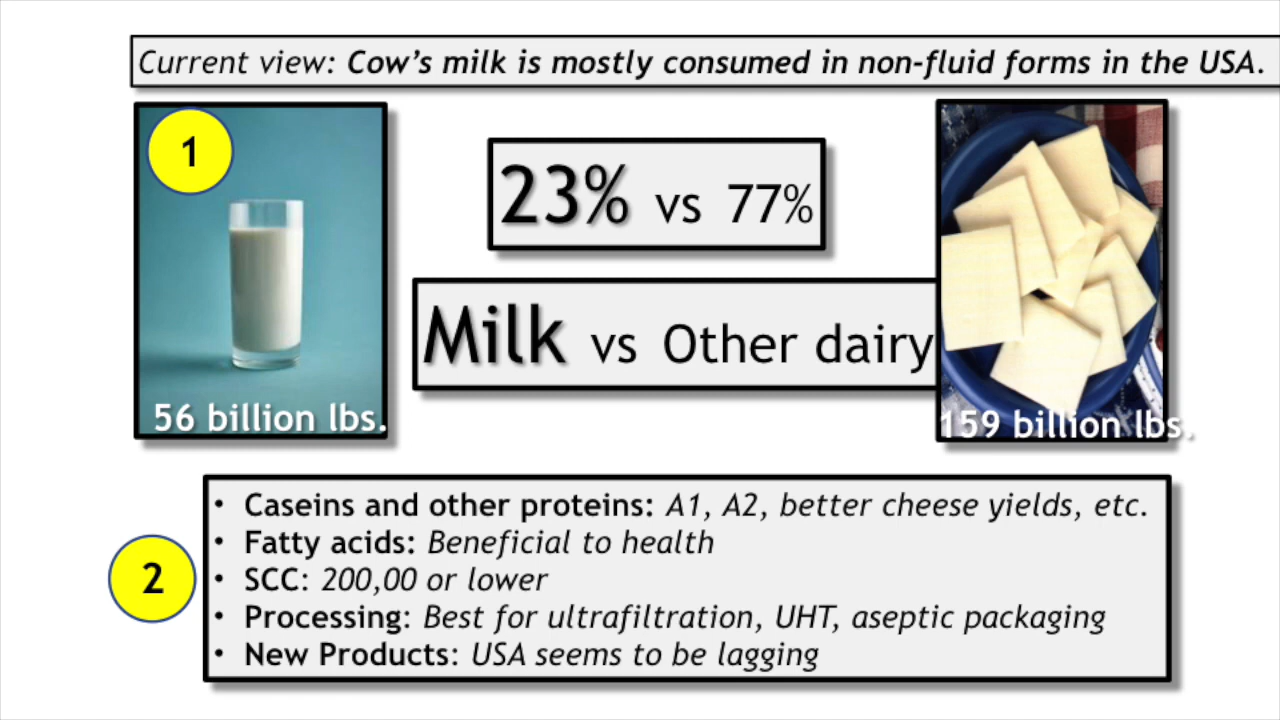 Current view: Cow's milk is mostly consumed in non-fluid forms in the USA.
1
23% vs 77%
Milk vs Other dairy
56 billion lbs.
159 billion lbs.
2
• Caseins and other proteins: A1, A2, better cheese yields, etc.
• Fatty acids: Beneficial to health
• SCC: 200,00 or lower
• Processing: Best for ultrafiltration, UHT, aseptic packaging
• New Products: USA seems to be lagging